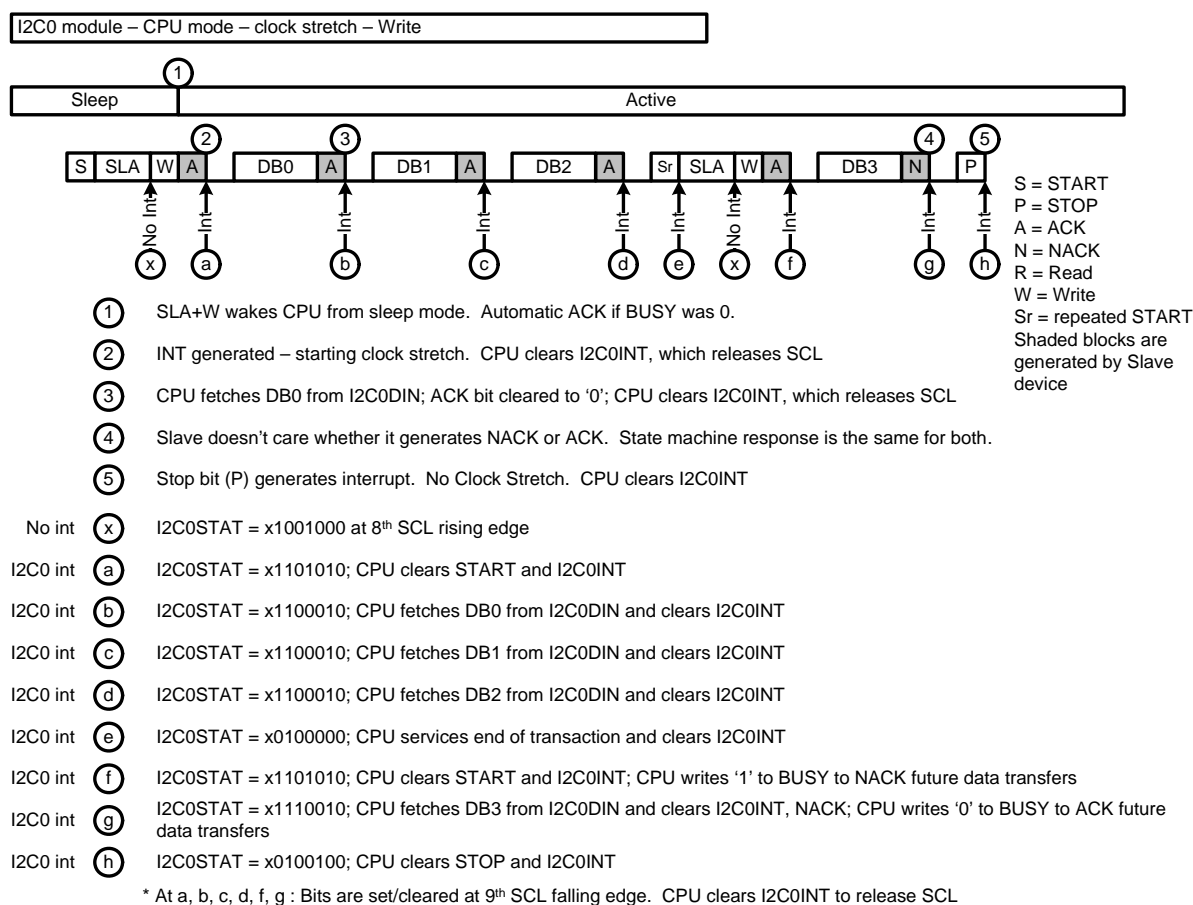 I2C0 module – CPU mode – clock stretch – Write
1
Sleep Active
2 3 4 5
S SLA W A DB0 A DB1 A DB2 A Sr SLA W A DB3 N P
No Int Int Int Int Int Int No Int Int Int Int
x a b c d e x f g h
S = START
P = STOP
A = ACK
N = NACK
R = Read
W = Write
Sr = repeated START
Shaded blocks are
generated by Slave
device
1 SLA+W wakes CPU from sleep mode. Automatic ACK if BUSY was 0.
2 INT generated – starting clock stretch. CPU clears I2C0INT, which releases SCL
3 CPU fetches DB0 from I2C0DIN; ACK bit cleared to ‘0’; CPU clears I2C0INT, which releases SCL
4 Slave doesn’t care whether it generates NACK or ACK. State machine response is the same for both.
5 Stop bit (P) generates interrupt. No Clock Stretch. CPU clears I2C0INT
No int x I2C0STAT = x1001000 at 8th SCL rising edge
I2C0 int a I2C0STAT = x1101010; CPU clears START and I2C0INT
I2C0 int b I2C0STAT = x1100010; CPU fetches DB0 from I2C0DIN and clears I2C0INT
I2C0 int c I2C0STAT = x1100010; CPU fetches DB1 from I2C0DIN and clears I2C0INT
I2C0 int d I2C0STAT = x1100010; CPU fetches DB2 from I2C0DIN and clears I2C0INT
I2C0 int e I2C0STAT = x0100000; CPU services end of transaction and clears I2C0INT
I2C0 int f I2C0STAT = x1101010; CPU clears START and I2C0INT; CPU writes ‘1’ to BUSY to NACK future data transfers
I2C0 int g I2C0STAT = x1110010; CPU fetches DB3 from I2C0DIN and clears I2C0INT, NACK; CPU writes ‘0’ to BUSY to ACK future
data transfers
I2C0 int h I2C0STAT = x0100100; CPU clears STOP and I2C0INT
* At a, b, c, d, f, g : Bits are set/cleared at 9th SCL falling edge. CPU clears I2C0INT to release SCL